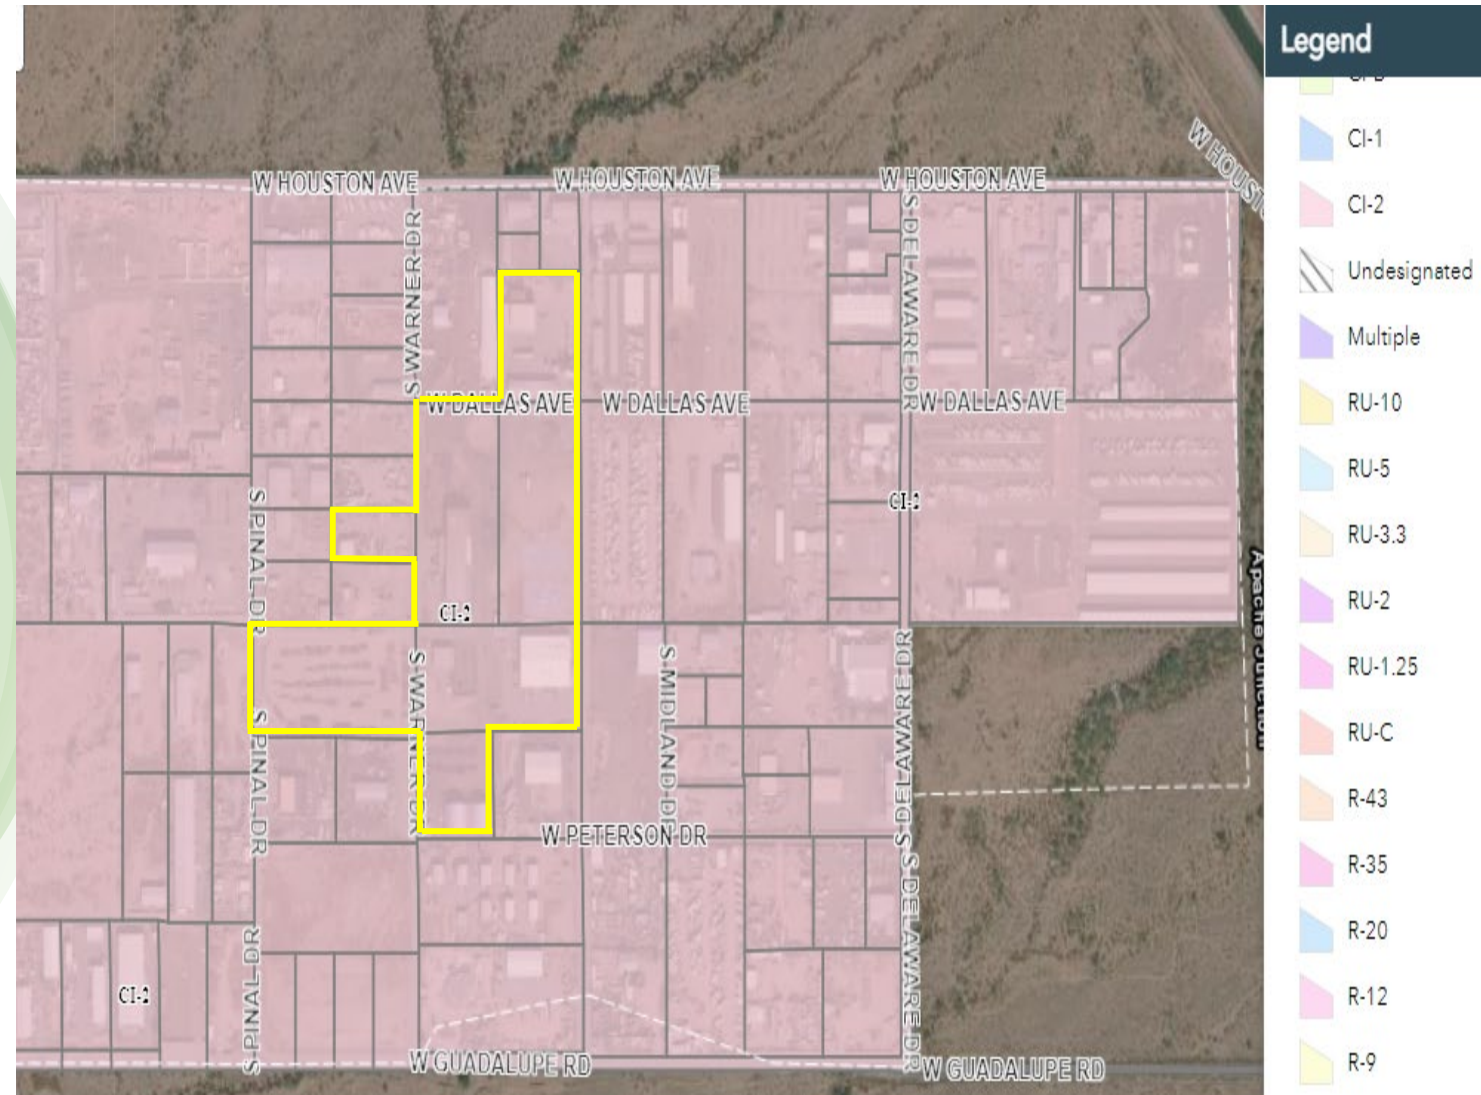 Legend
CI-1
CI-2
Undesignated
Multiple
RU-10
RU-5
RU-3.3
RU-2
RU-1.25
RU-C
R-43
R-35
R-20
R-12
R-9
W HOUSTON AVE
W HOUSTON AVE
W HOUSTON AVE
S WARNER DR
S DELAWARE DR
W DALLAS AVE
W DALLAS AVE
W DALLAS AVE
S PINAL DR
CI-2
CI-2
Apache Junction
S WARNER DR
S MIDLAND DR
S DELAWARE DR
S PINAL DR
W PETERSON DR
S DELAWARE DR
S PINAL DR
CI-2
W GUADALUPE RD
W GUADALUPE RD